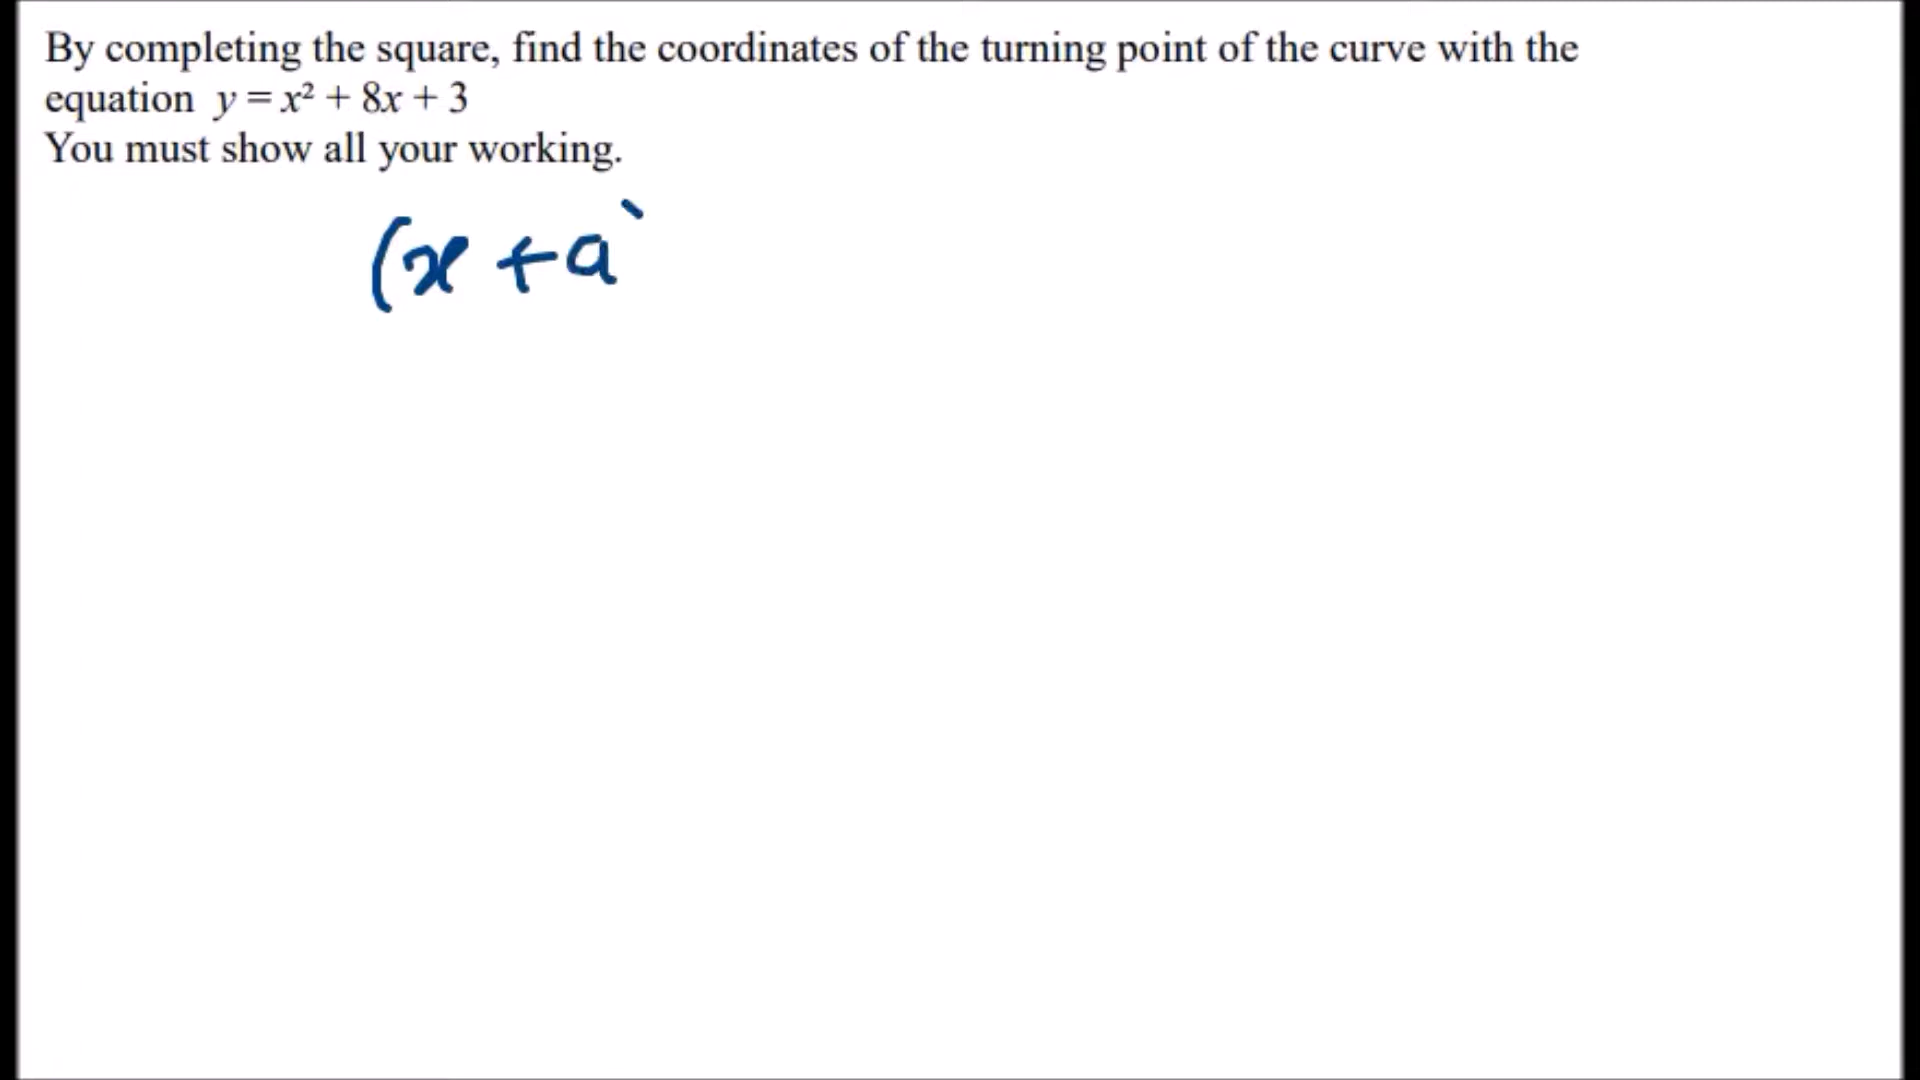 By completing the square, find the coordinates of the turning point of the curve with the
equation y = x² + 8x + 3
You must show all your working.
(x + a